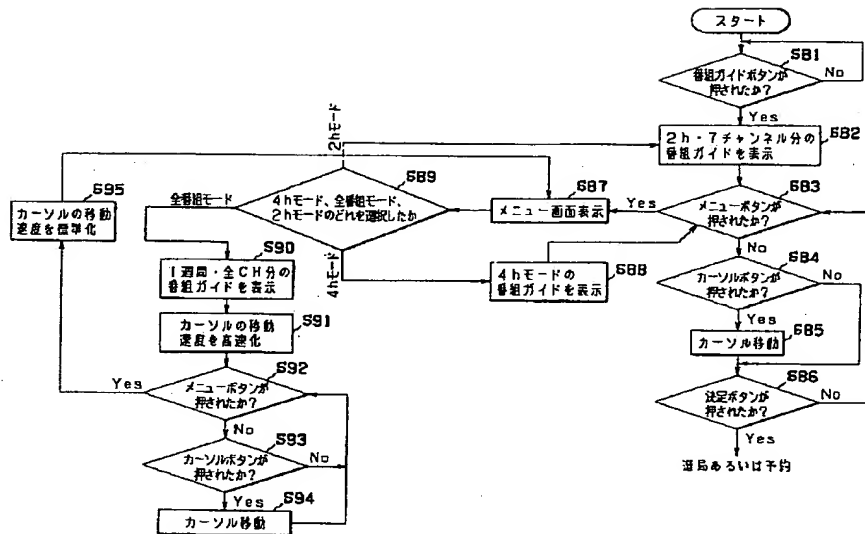 スタート
S81
番組ガイドボタンが
押されたか?
No
Yes
S82
2h・7チャンネル分の
番組ガイドを表示
S83
メニューボタンが
押されたか?
Yes
No
S84
カーソルボタンが
押されたか?
No
Yes
S85
カーソル移動
S86
決定ボタンが
押されたか?
No
Yes
選局あるいは予約
S87
メニュー画面表示
S88
4hモードの
番組ガイドを表示
S89
4hモード、全番組モード、
2hモードのどれを選択したか
2hモード
全番組モード
4hモード
S90
1週間・全CH分の
番組ガイドを表示
S91
カーソルの移動
速度を高速化
S92
メニューボタンが
押されたか?
Yes
No
S93
カーソルボタンが
押されたか?
No
Yes
S94
カーソル移動
S95
カーソルの移動
速度を標準化